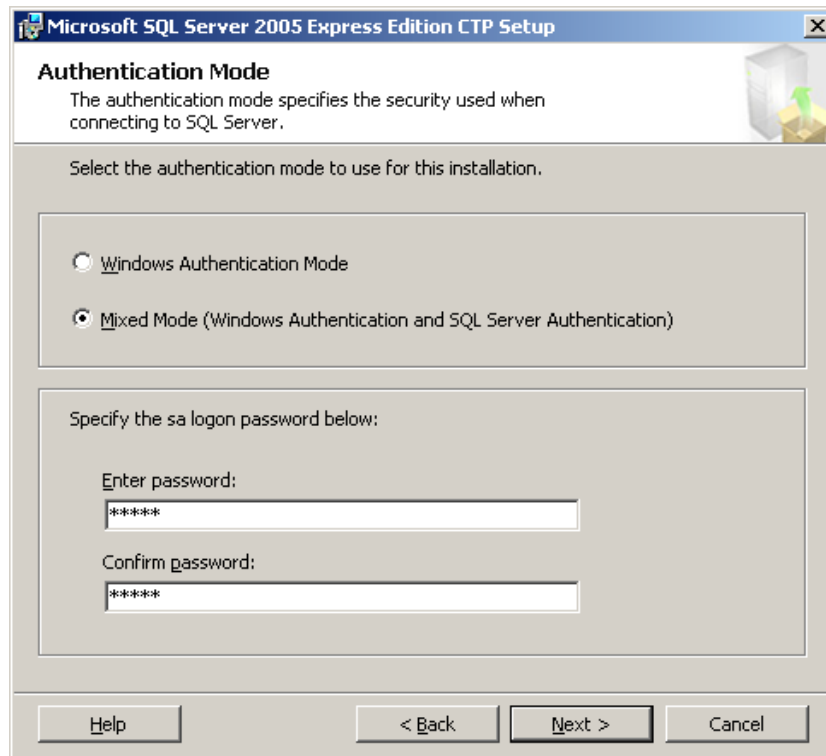 Microsoft SQL Server 2005 Express Edition CTP Setup
Authentication Mode
The authentication mode specifies the security used when
connecting to SQL Server.
Select the authentication mode to use for this installation.
Windows Authentication Mode
Mixed Mode (Windows Authentication and SQL Server Authentication)
Specify the sa logon password below:
Enter password:
*****
Confirm password:
*****
Help
< Back
Next >
Cancel